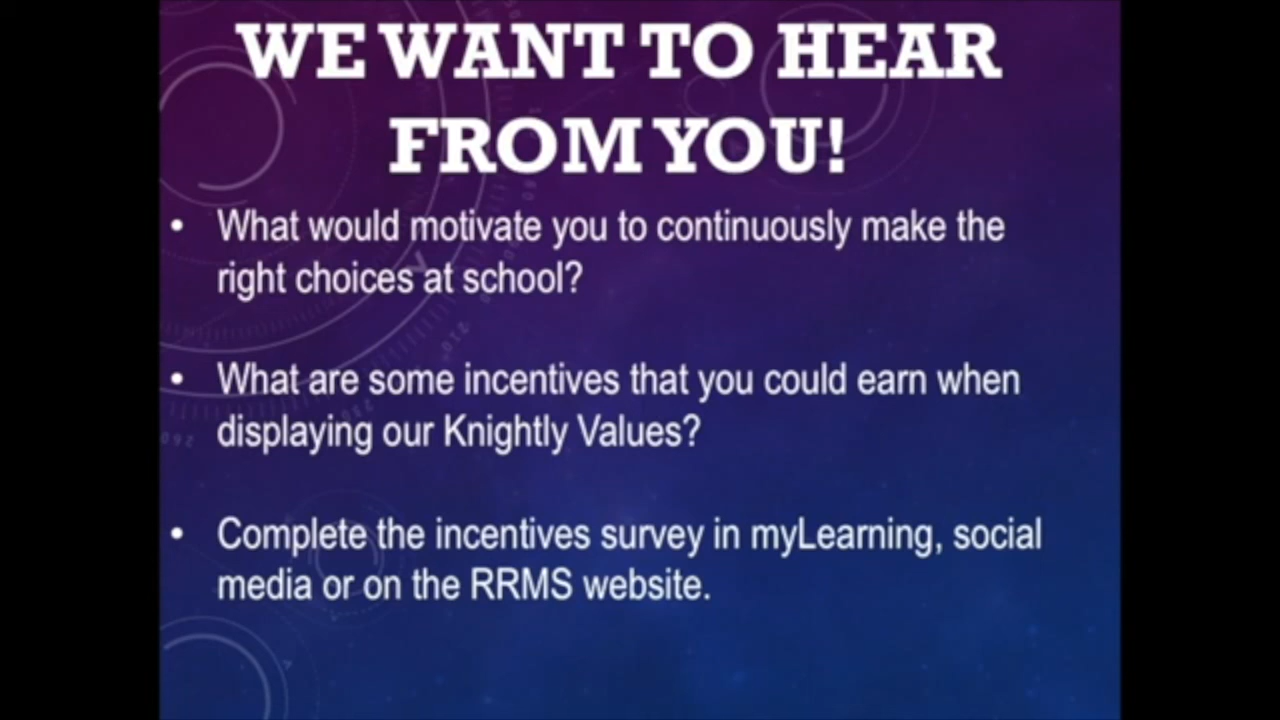 WE WANT TO HEAR
FROM YOU!
• What would motivate you to continuously make the
right choices at school?
• What are some incentives that you could earn when
displaying our Knightly Values?
• Complete the incentives survey in myLearning, social
media or on the RRMS website.